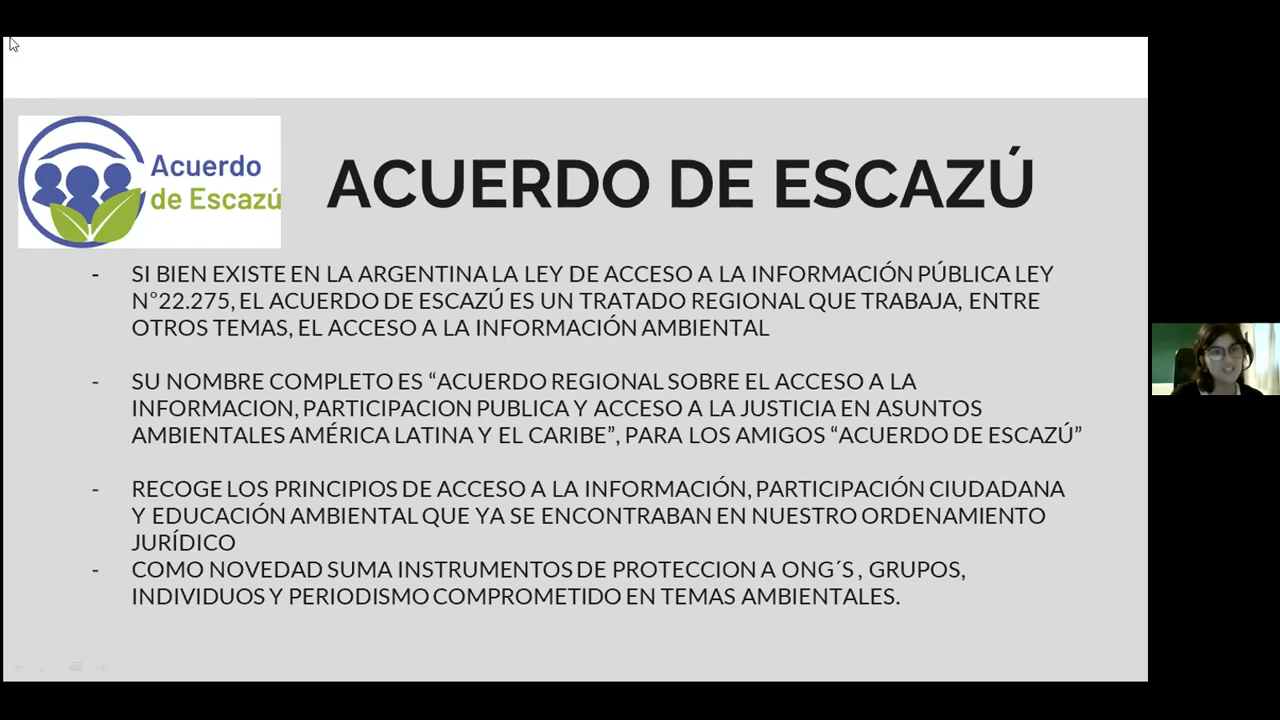 Acuerdo
de Escazú
ACUERDO DE ESCAZÚ
- SI BIEN EXISTE EN LA ARGENTINA LA LEY DE ACCESO A LA INFORMACIÓN PÚBLICA LEY
N°22.275, EL ACUERDO DE ESCAZÚ ES UN TRATADO REGIONAL QUE TRABAJA, ENTRE
OTROS TEMAS, EL ACCESO A LA INFORMACIÓN AMBIENTAL
- SU NOMBRE COMPLETO ES “ACUERDO REGIONAL SOBRE EL ACCESO A LA
INFORMACION, PARTICIPACION PUBLICA Y ACCESO A LA JUSTICIA EN ASUNTOS
AMBIENTALES AMÉRICA LATINA Y EL CARIBE”, PARA LOS AMIGOS “ACUERDO DE ESCAZÚ”
- RECOGE LOS PRINCIPIOS DE ACCESO A LA INFORMACIÓN, PARTICIPACIÓN CIUDADANA
Y EDUCACIÓN AMBIENTAL QUE YA SE ENCONTRABAN EN NUESTRO ORDENAMIENTO
JURÍDICO
- COMO NOVEDAD SUMA INSTRUMENTOS DE PROTECCION A ONG´S , GRUPOS,
INDIVIDUOS Y PERIODISMO COMPROMETIDO EN TEMAS AMBIENTALES.